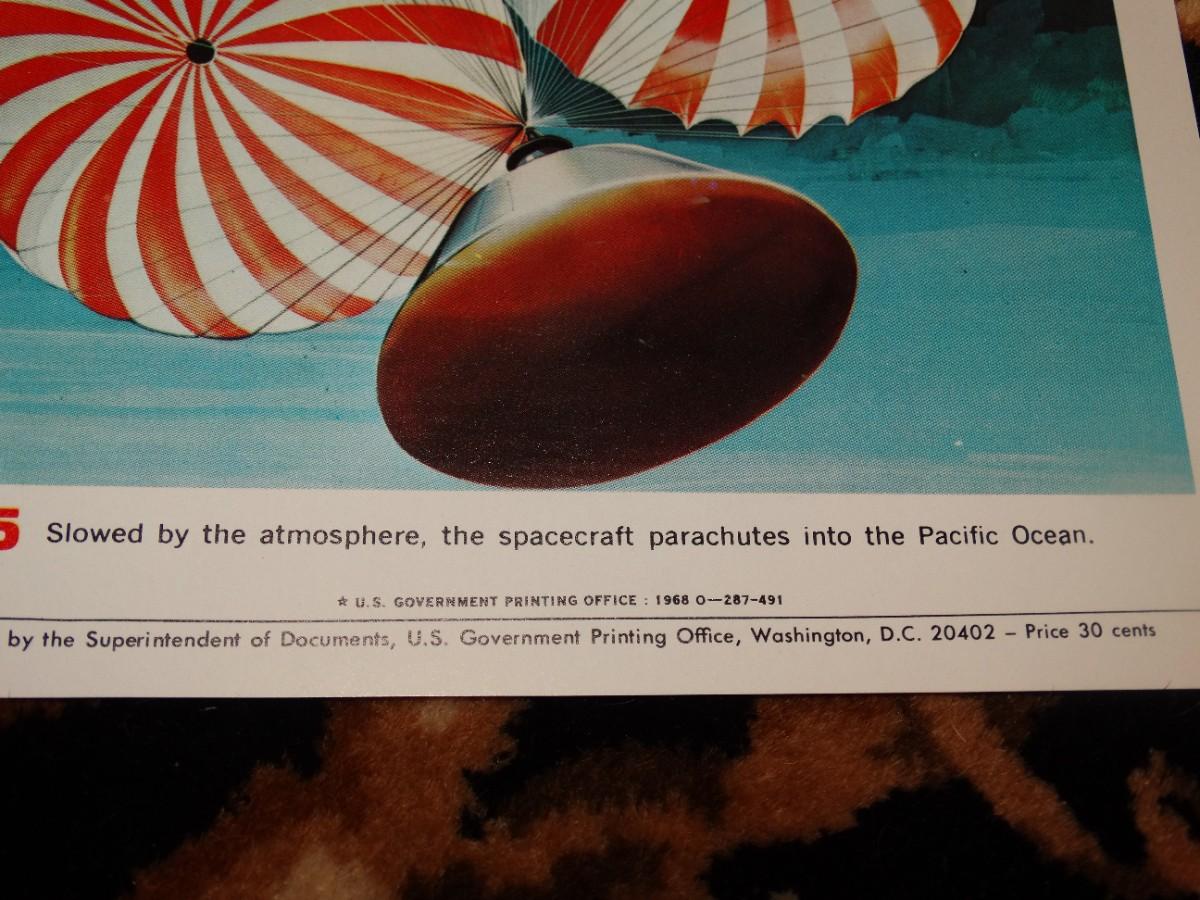 5 Slowed by the atmosphere, the spacecraft parachutes into the Pacific Ocean.
☆ U.S. GOVERNMENT PRINTING OFFICE : 1968 O—287-491
by the Superintendent of Documents, U.S. Government Printing Office, Washington, D.C. 20402 – Price 30 cents